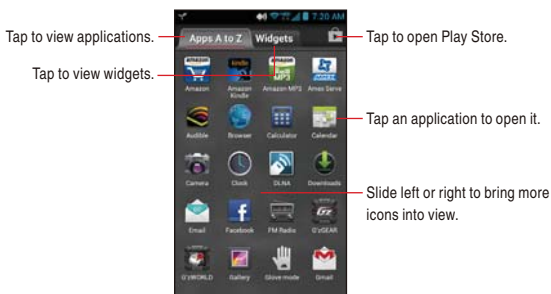 7:20 AM
Tap to view applications.
Apps A to Z
Widgets
Tap to open Play Store.
Tap to view widgets.
amazon
kindle
amazon
MP3
Amazon
Amazon Kindle
Amazon MP3
Tap an application to open it.
Audible
Browser
Calculator
Calendar
Camera
Clock
DLNA
Downloads
Slide left or right to bring more
icons into view.
Email
Facebook
FM Radio
G'zGEAR
G'zWORLD
Gallery
Glove mode
Gmail